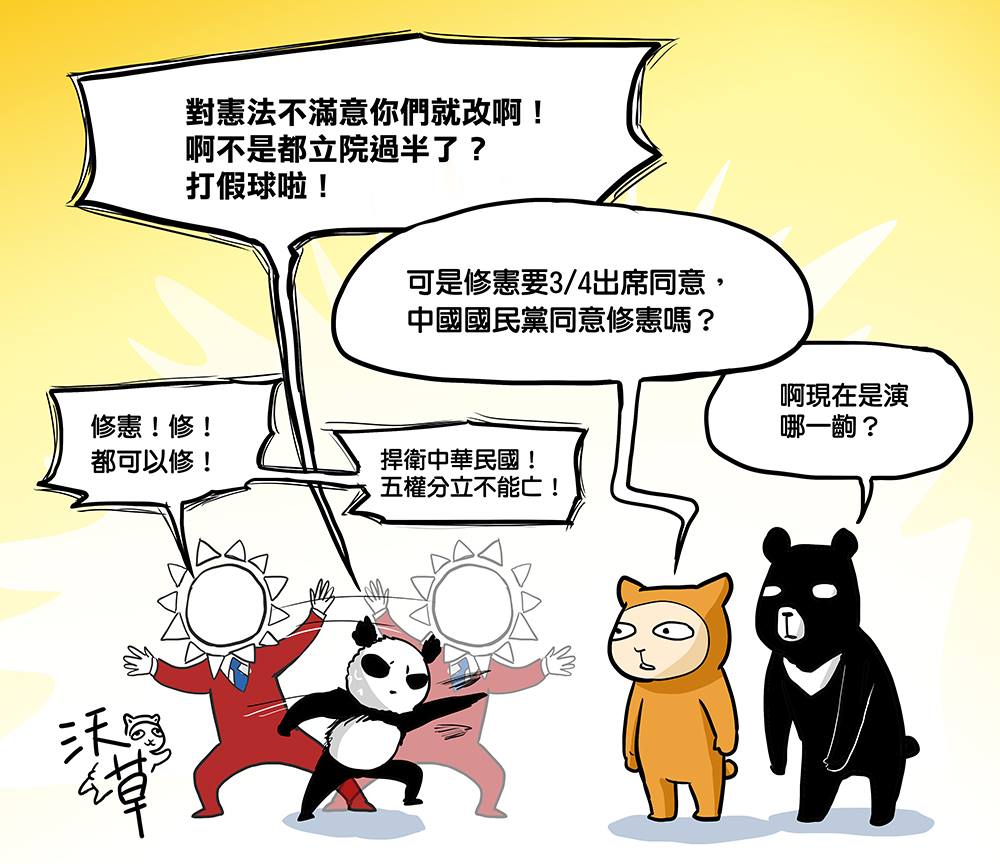 對憲法不滿意你們就改啊！
啊不是都立院過半了？
打假球啦！
可是修憲要3/4出席同意，
中國國民黨同意修憲嗎？
啊現在是演
哪一齣？
修憲！修！
都可以修！
捍衛中華民國！
五權分立不能亡！
沃草